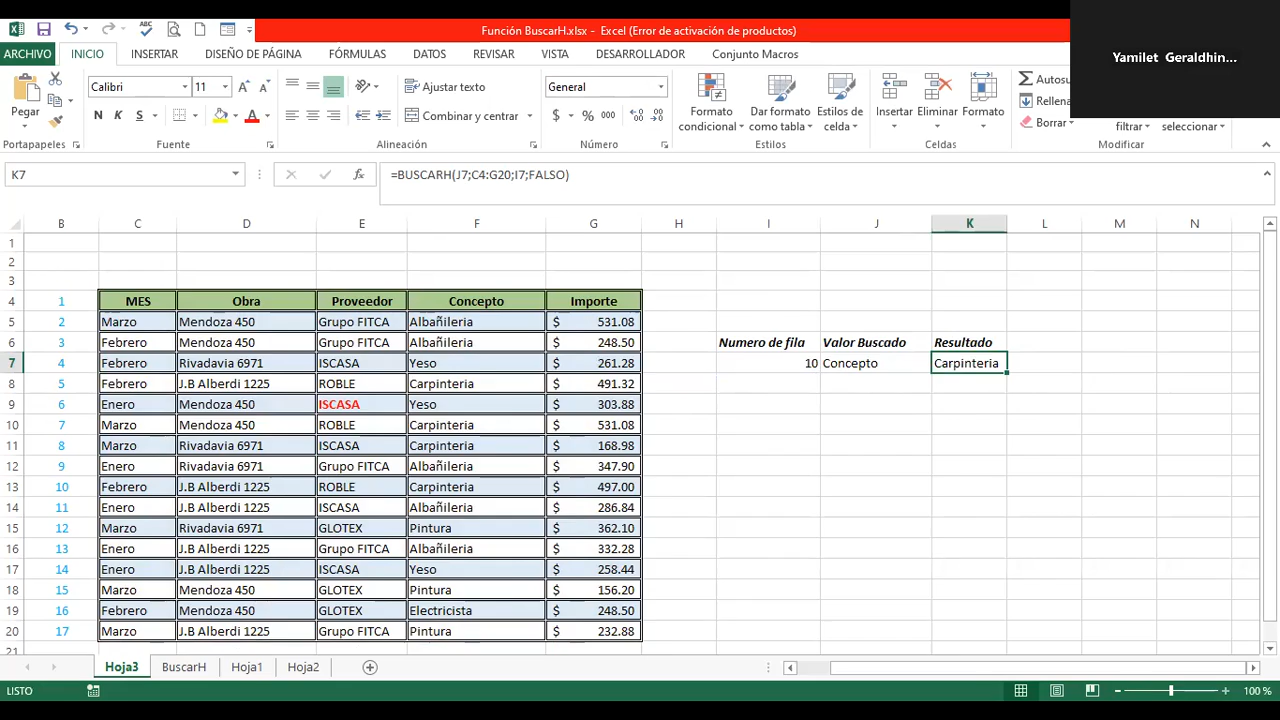 Función BuscarH.xlsx - Excel (Error de activación de productos)
Yamilet Geraldhin...
ARCHIVO INICIO INSERTAR DISEÑO DE PÁGINA FÓRMULAS DATOS REVISAR VISTA DESARROLLADOR Conjunto Macros
Calibri 11 Ajustar texto General Autosu
Rellena
Pegar N K S Combinar y centrar $ % 000 Formato Dar formato Estilos de Insertar Eliminar Formato Borrar
condicional como tabla celda filtrar seleccionar
Portapapeles Fuente Alineación Número Estilos Celdas Modificar
K7 fx =BUSCARH(J7;C4:G20;I7;FALSO)
B C D E F G H I J K L M N
1
2
3
4 1 MES Obra Proveedor Concepto Importe
5 2 Marzo Mendoza 450 Grupo FITCA Albañileria $ 531.08
6 3 Febrero Mendoza 450 Grupo FITCA Albañileria $ 248.50 Numero de fila Valor Buscado Resultado
7 4 Febrero Rivadavia 6971 ISCASA Yeso $ 261.28 10 Concepto Carpinteria
8 5 Febrero J.B Alberdi 1225 ROBLE Carpinteria $ 491.32
9 6 Enero Mendoza 450 ISCASA Yeso $ 303.88
10 7 Marzo Mendoza 450 ROBLE Carpinteria $ 531.08
11 8 Marzo Rivadavia 6971 ISCASA Carpinteria $ 168.98
12 9 Enero Rivadavia 6971 Grupo FITCA Albañileria $ 347.90
13 10 Febrero J.B Alberdi 1225 ROBLE Carpinteria $ 497.00
14 11 Enero J.B Alberdi 1225 ISCASA Albañileria $ 286.84
15 12 Marzo Rivadavia 6971 GLOTEX Pintura $ 362.10
16 13 Enero J.B Alberdi 1225 Grupo FITCA Albañileria $ 332.28
17 14 Enero J.B Alberdi 1225 ISCASA Yeso $ 258.44
18 15 Marzo Mendoza 450 GLOTEX Pintura $ 156.20
19 16 Febrero Mendoza 450 GLOTEX Electricista $ 248.50
20 17 Marzo J.B Alberdi 1225 Grupo FITCA Pintura $ 232.88
21
Hoja3 BuscarH Hoja1 Hoja2
LISTO 100 %